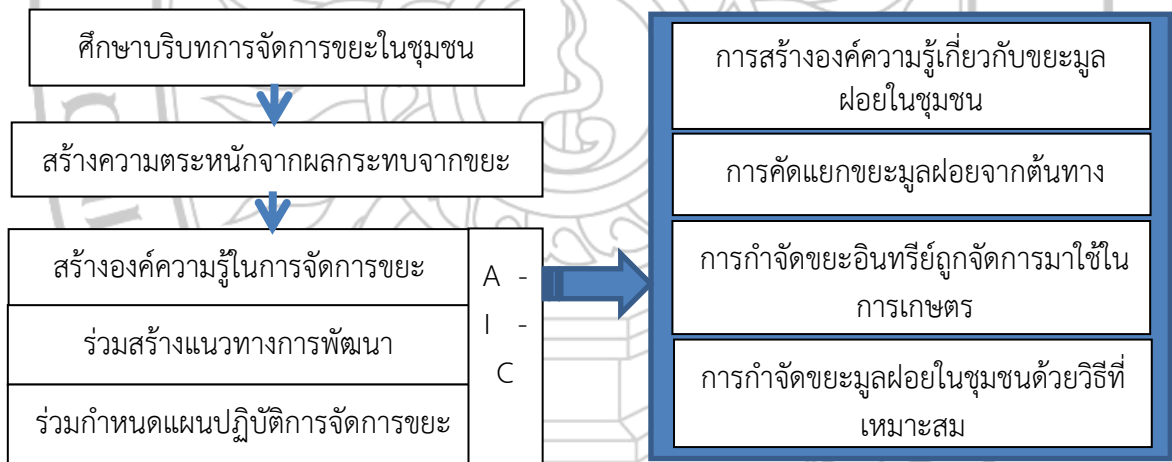 ศึกษาบริบทการจัดการขยะในชุมชน
สร้างความตระหนักจากผลกระทบจากขยะ
สร้างองค์ความรู้ในการจัดการขยะ
ร่วมสร้างแนวทางการพัฒนา
ร่วมกำหนดแผนปฏิบัติการจัดการขยะ
A -
I -
C
การสร้างองค์ความรู้เกี่ยวกับขยะมูล
ฝอยในชุมชน
การคัดแยกขยะมูลฝอยจากต้นทาง
การกำจัดขยะอินทรีย์ถูกจัดการมาใช้ใน
การเกษตร
การกำจัดขยะมูลฝอยในชุมชนด้วยวิธีที่
เหมาะสม